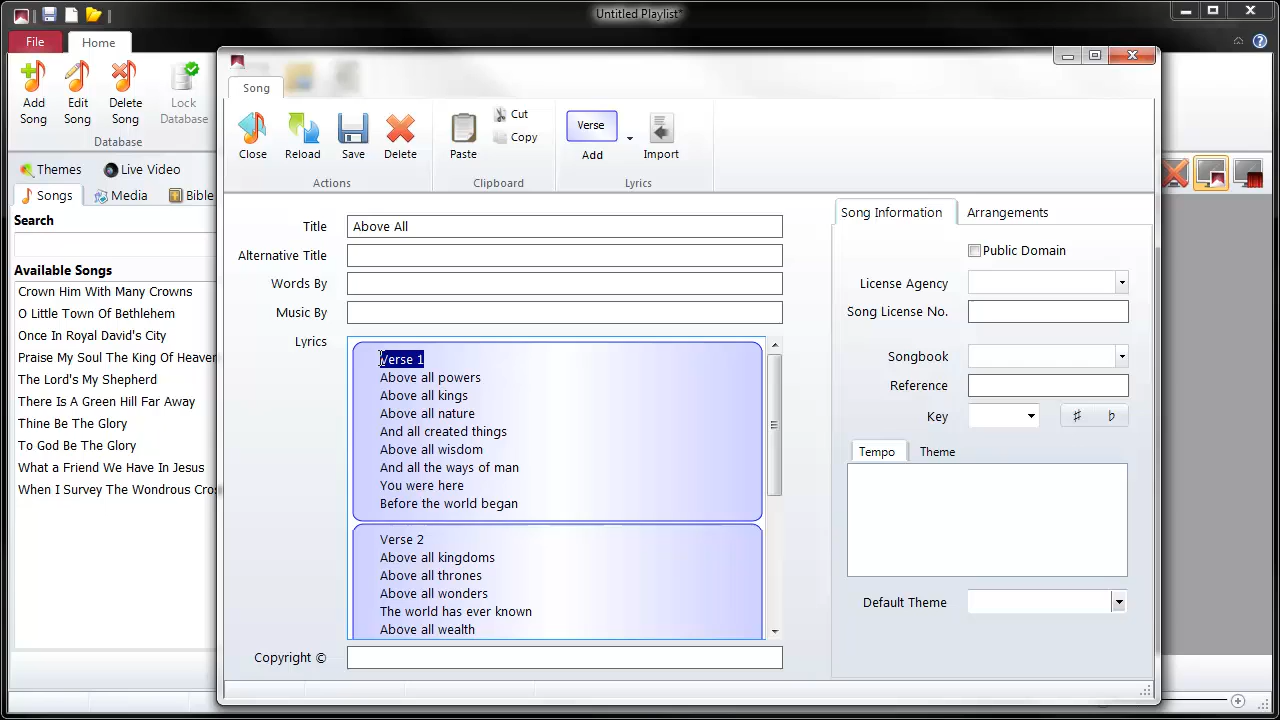 Untitled Playlist*
File
Home
Add Song
Edit Song
Delete Song
Lock Database
Database
Themes
Live Video
Songs
Media
Bible
Search
Available Songs
Crown Him With Many Crowns
O Little Town Of Bethlehem
Once In Royal David's City
Praise My Soul The King Of Heaven
The Lord's My Shepherd
There Is A Green Hill Far Away
Thine Be The Glory
To God Be The Glory
What a Friend We Have In Jesus
When I Survey The Wondrous Cros
Song
Close
Reload
Save
Delete
Actions
Paste
Cut
Copy
Clipboard
Verse
Add
Import
Lyrics
Title
Above All
Alternative Title
Words By
Music By
Lyrics
Verse 1
Above all powers
Above all kings
Above all nature
And all created things
Above all wisdom
And all the ways of man
You were here
Before the world began
Verse 2
Above all kingdoms
Above all thrones
Above all wonders
The world has ever known
Above all wealth
Copyright ©
Song Information
Arrangements
Public Domain
License Agency
Song License No.
Songbook
Reference
Key
♯
♭
Tempo
Theme
Default Theme